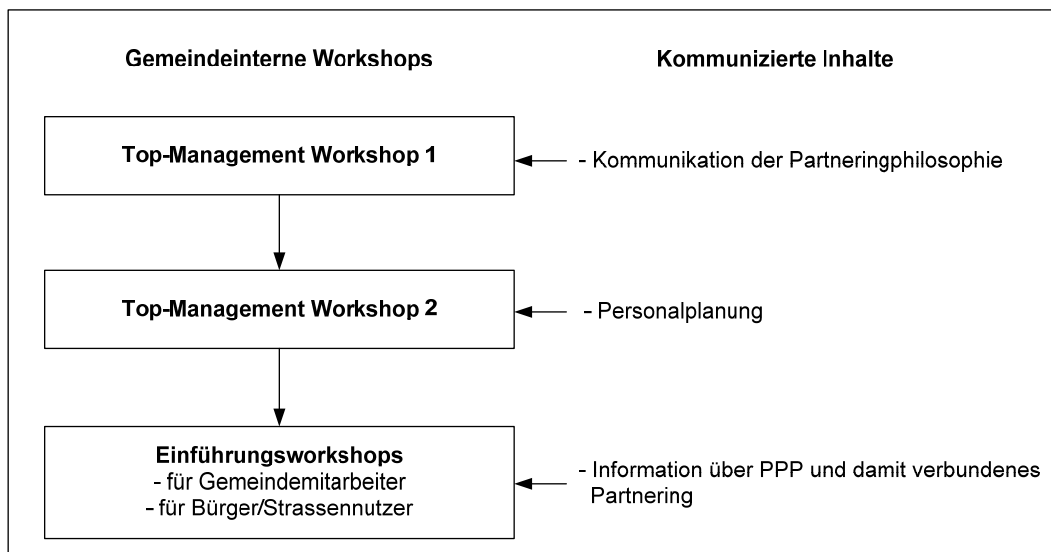 Gemeindeinterne Workshops
Kommunizierte Inhalte
Top-Management Workshop 1
- Kommunikation der Partneringphilosophie
Top-Management Workshop 2
- Personalplanung
Einführungsworkshops
- für Gemeindemitarbeiter
- für Bürger/Strassennutzer
- Information über PPP und damit verbundenes
Partnering